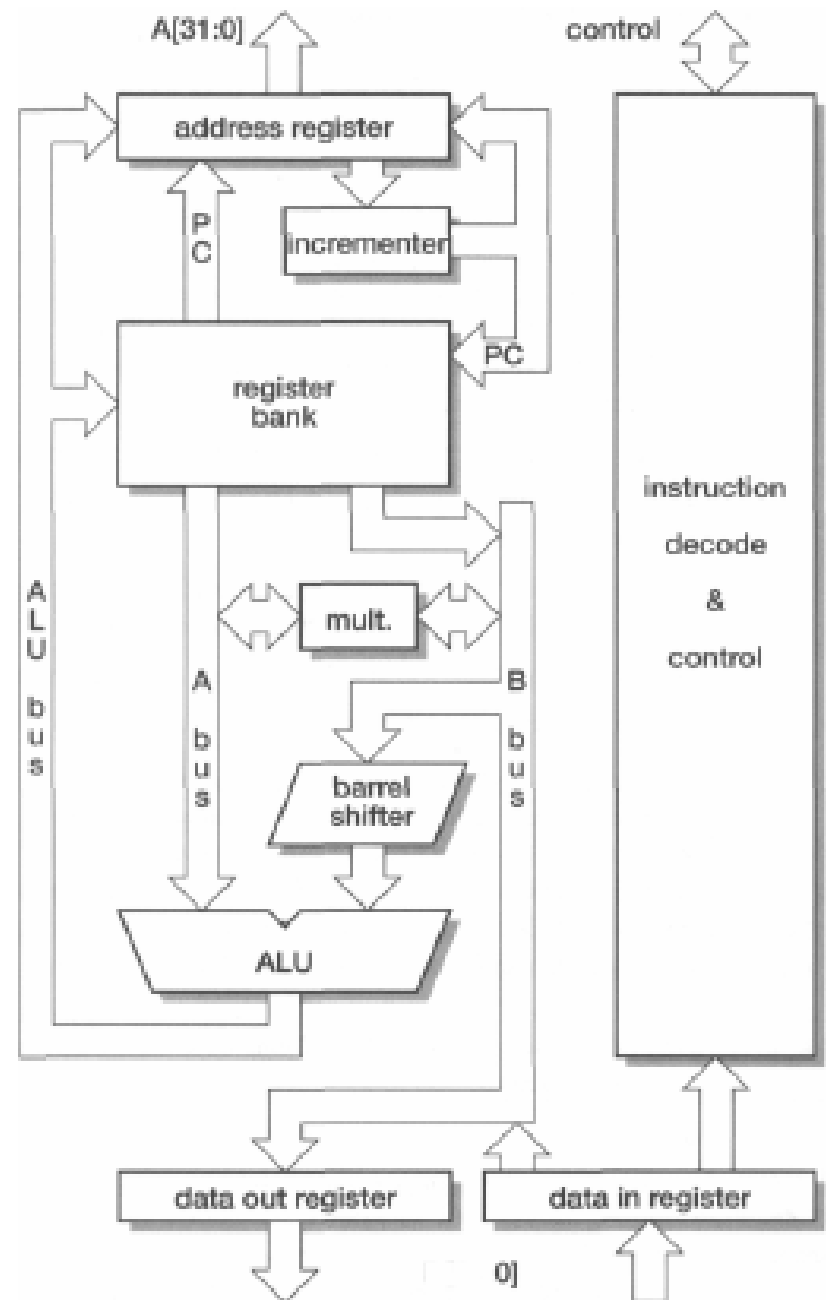 A[31:0]
control
address register
P
C
incrementer
PC
register
bank
instruction
decode
&
control
A
L
U
b
u
s
mult.
A
b
u
s
B
b
u
s
barrel
shifter
ALU
data out register
data in register
0]